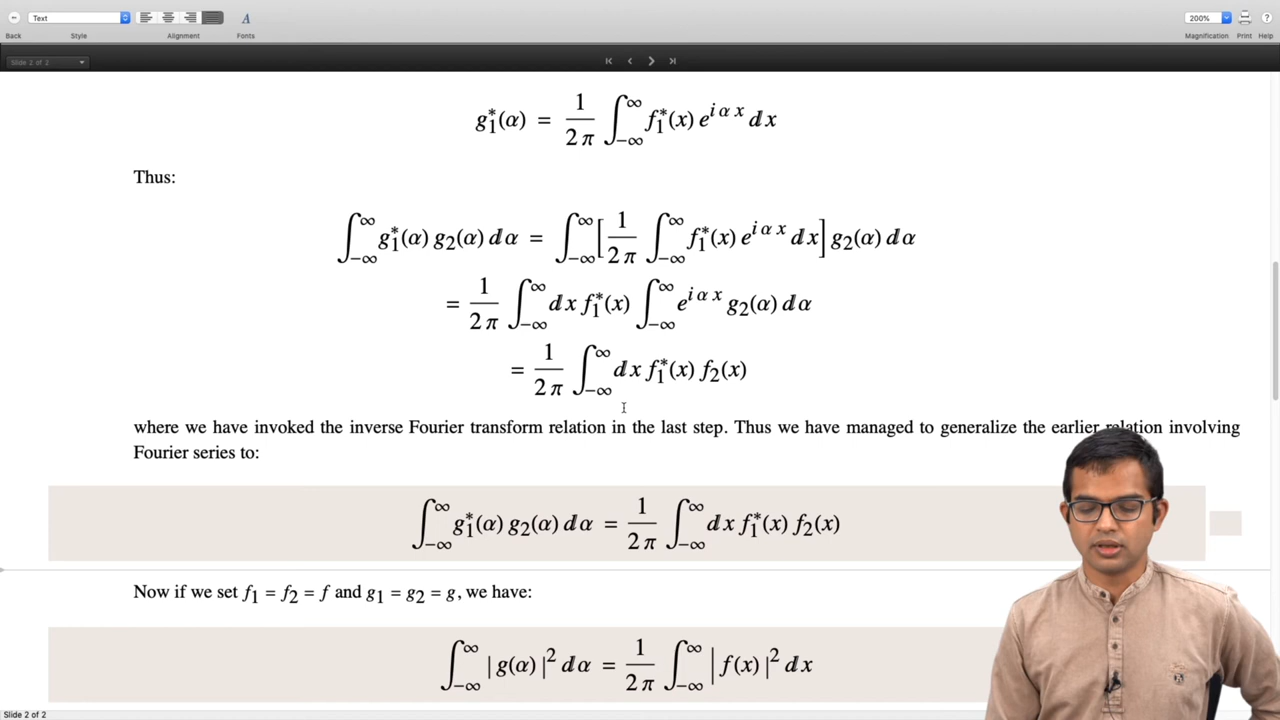 Text
200%
Back
Style
Alignment
Fonts
Magnification
Print
Help
Slide 2 of 2
g₁*(α) = 1/(2π) ∫_{-∞}^{∞} f₁*(x) e^{iαx} dx
Thus:
∫_{-∞}^{∞} g₁*(α) g₂(α) dα = ∫_{-∞}^{∞} [1/(2π) ∫_{-∞}^{∞} f₁*(x) e^{iαx} dx] g₂(α) dα
= 1/(2π) ∫_{-∞}^{∞} dx f₁*(x) ∫_{-∞}^{∞} e^{iαx} g₂(α) dα
= 1/(2π) ∫_{-∞}^{∞} dx f₁*(x) f₂(x)
where we have invoked the inverse Fourier transform relation in the last step. Thus we have managed to generalize the earlier relation involving
Fourier series to:
∫_{-∞}^{∞} g₁*(α) g₂(α) dα = 1/(2π) ∫_{-∞}^{∞} dx f₁*(x) f₂(x)
Now if we set f₁ = f₂ = f and g₁ = g₂ = g, we have:
∫_{-∞}^{∞} |g(α)|² dα = 1/(2π) ∫_{-∞}^{∞} |f(x)|² dx
Slide 2 of 2